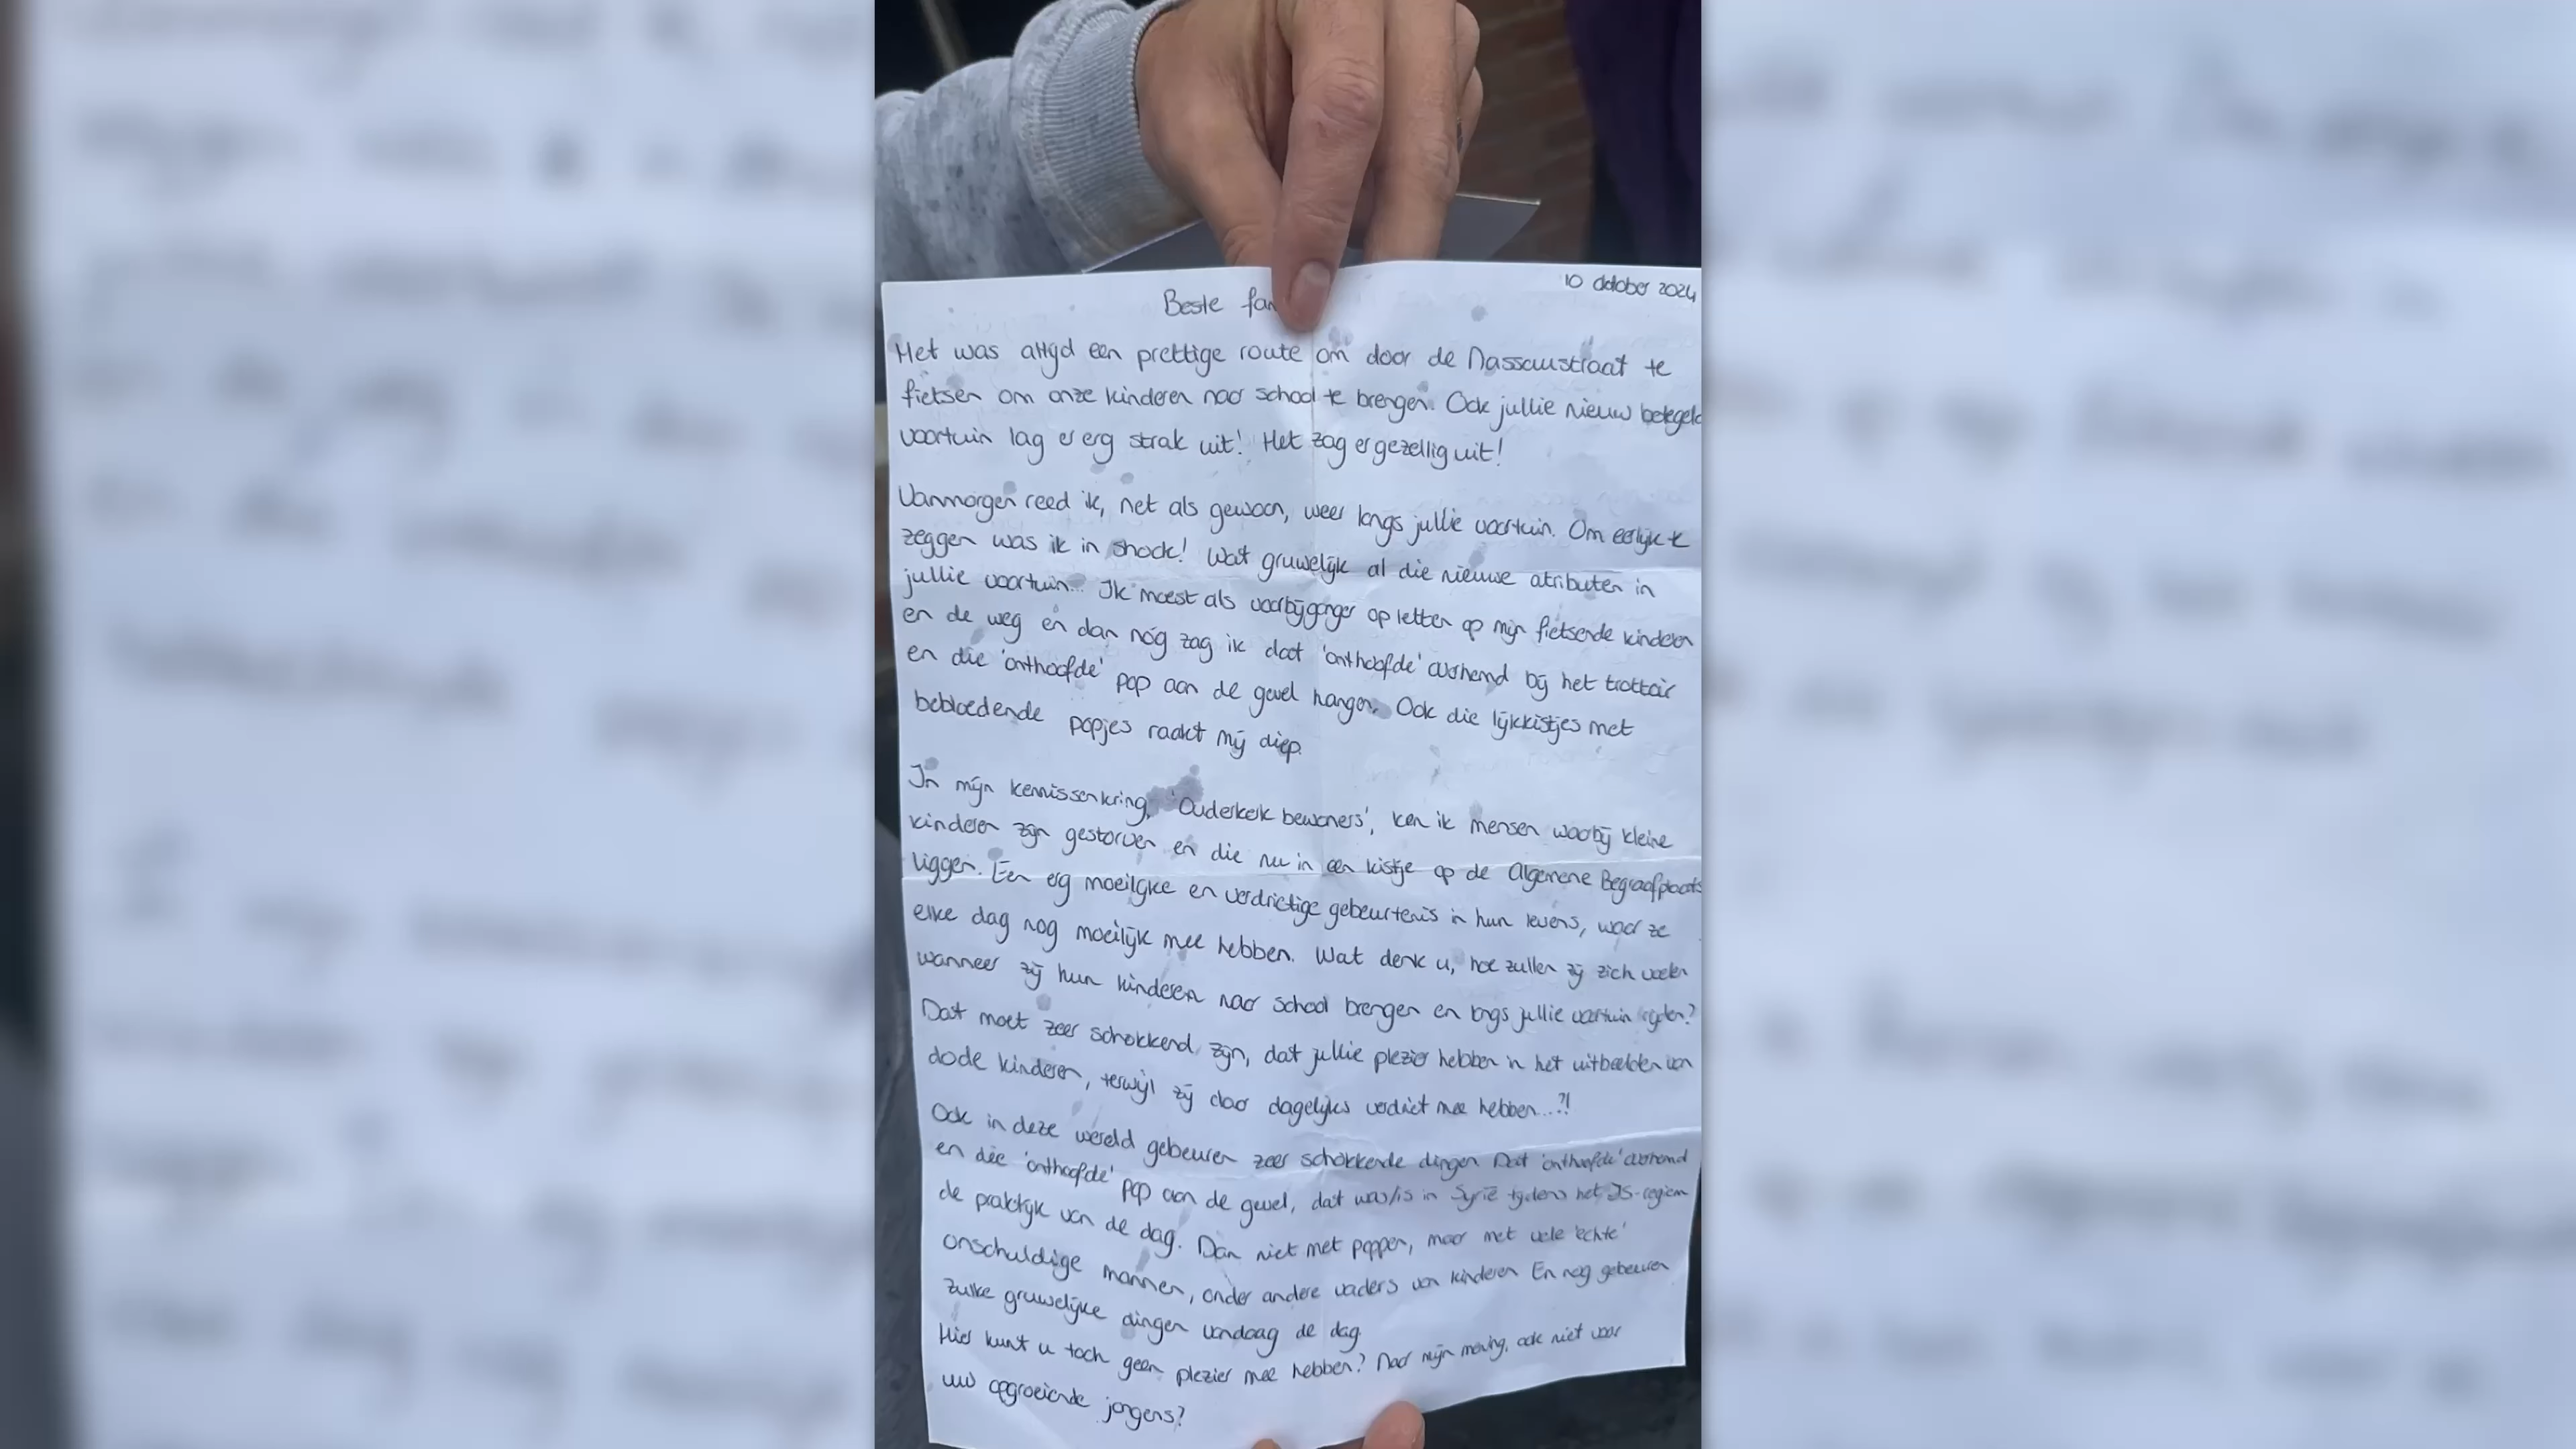 10 october 2024
Beste fam
Het was altijd een prettige route om door de Nassaustraat te
fietsen om onze kinderen naar school te brengen. Ook jullie nieuw betegeld
voortuin lag er erg strak uit! Het zag er gezellig uit!
Vanmorgen reed ik, net als gewoon, weer langs jullie voortuin. Om eerlijk te
zeggen was ik in shock! Wat gruwelijk al die nieuwe atributen in
jullie voortuin... Ik moest als voorbijganger op letten op mijn fietsende kinderen
en de weg en dan nóg zag ik dat 'onthoofde' overhemd bij het trottoir
en die 'onthoofde' pop aan de gevel hangen. Ook die lijkkistjes met
bebloedende popjes raakt mij diep.
In mijn kennissenkring, 'Ouderkerk bewoners', ken ik mensen waarbij kleine
kinderen zijn gestorven en die nu in een kistje op de Algemene Begraafplaats
liggen. Een erg moeilijke en verdrietige gebeurtenis in hun levens, waar ze
elke dag nog moeilijk mee hebben. Wat denk u, hoe zullen zij zich voelen
wanneer zij hun kinderen naar school brengen en langs jullie voortuin rijden?
Dat moet zeer schokkend zijn, dat jullie plezier hebben in het uitbeelden van
dode kinderen, terwijl zij daar dagelijks verdriet mee hebben...?!
Ook in deze wereld gebeuren zeer schokkende dingen. Dat 'onthoofde' overhemd
en die 'onthoofde' pop aan de gevel, dat was/is in Syrië tijdens het IS-regiem
de praktijk van de dag. Dan niet met poppen, maar met vele 'echte'
onschuldige mannen, onder andere vaders van kinderen. En nog gebeuren
zulke gruwelijke dingen vandaag de dag.
Hier kunt u toch geen plezier mee hebben? Naar mijn mening, ook niet voor
uw opgroeiende jongens?